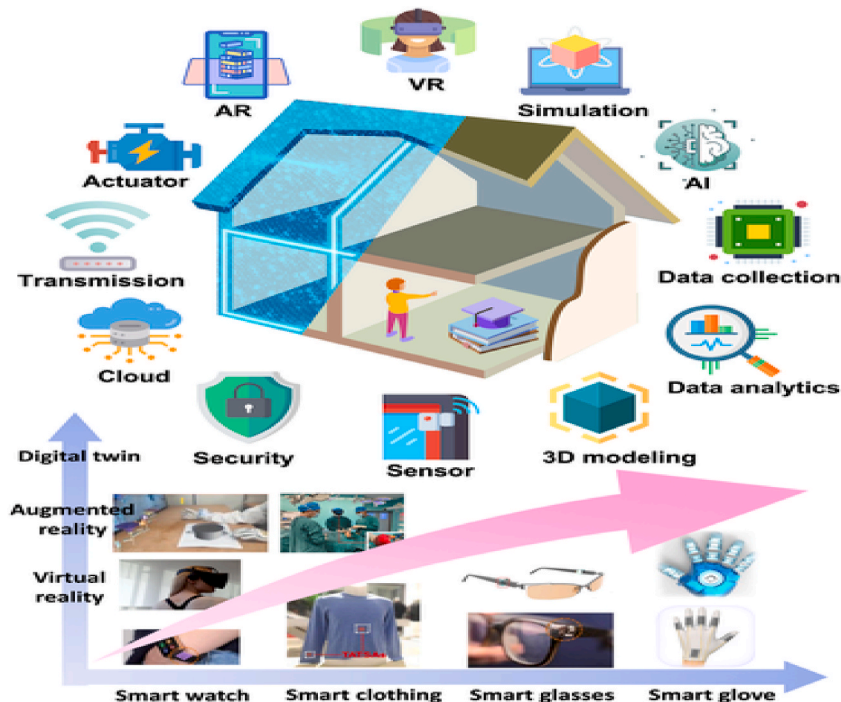 VR
AR
Simulation
Actuator
AI
Transmission
Data collection
Cloud
Data analytics
Security
Sensor
3D modeling
Digital twin
Augmented
reality
Virtual
reality
Smart watch
Smart clothing
Smart glasses
Smart glove